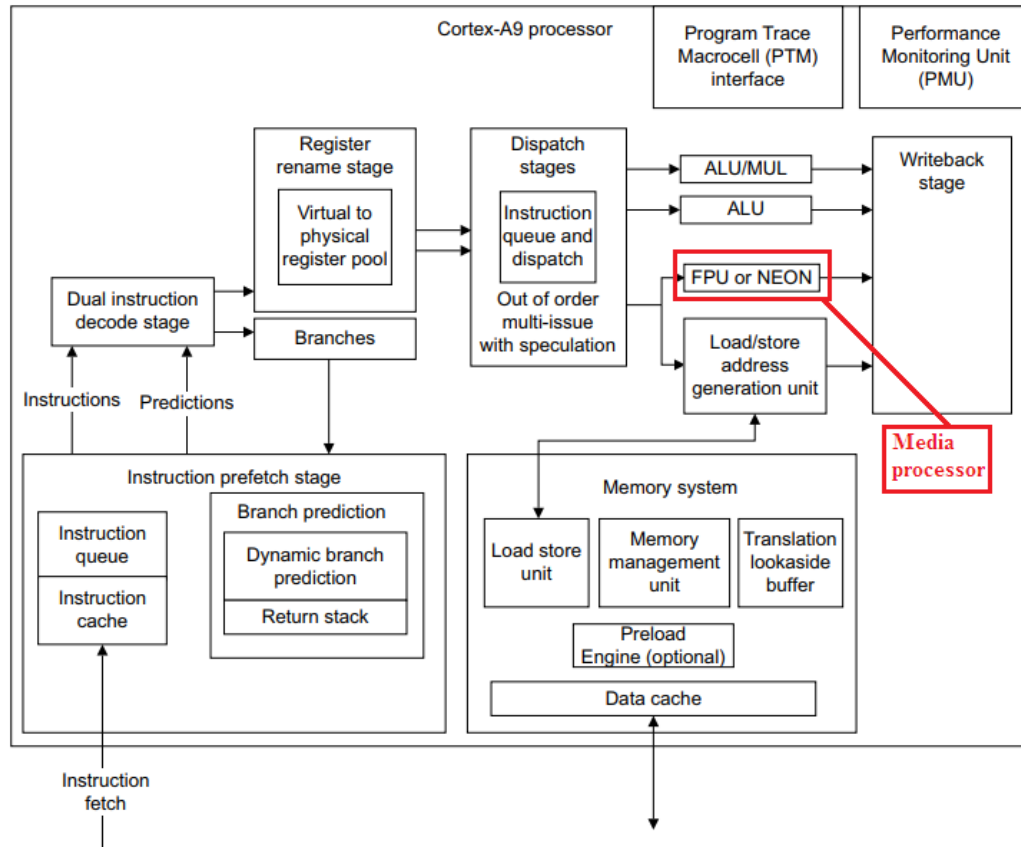 Cortex-A9 processor
Program Trace
Macrocell (PTM)
interface
Performance
Monitoring Unit
(PMU)
Register
rename stage
Virtual to
physical
register pool
Dispatch
stages
Instruction
queue and
dispatch
Out of order
multi-issue
with speculation
ALU/MUL
ALU
FPU or NEON
Load/store
address
generation unit
Writeback
stage
Dual instruction
decode stage
Branches
Instructions
Predictions
Media
processor
Instruction prefetch stage
Instruction
queue
Instruction
cache
Branch prediction
Dynamic branch
prediction
Return stack
Memory system
Load store
unit
Memory
management
unit
Translation
lookaside
buffer
Preload
Engine (optional)
Data cache
Instruction
fetch